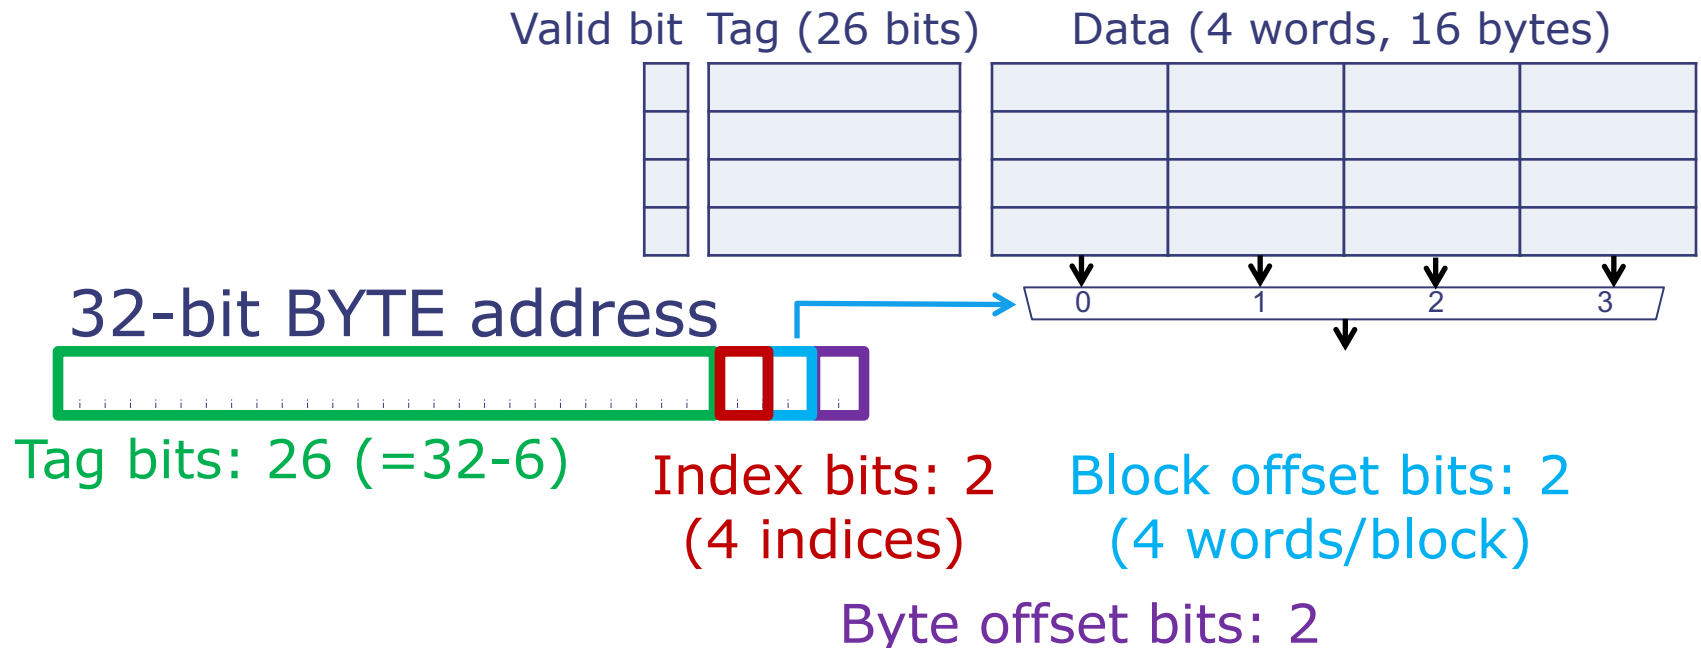 Valid bit Tag (26 bits) Data (4 words, 16 bytes)
0 1 2 3
32-bit BYTE address
Tag bits: 26 (=32-6)
Index bits: 2
(4 indices)
Block offset bits: 2
(4 words/block)
Byte offset bits: 2